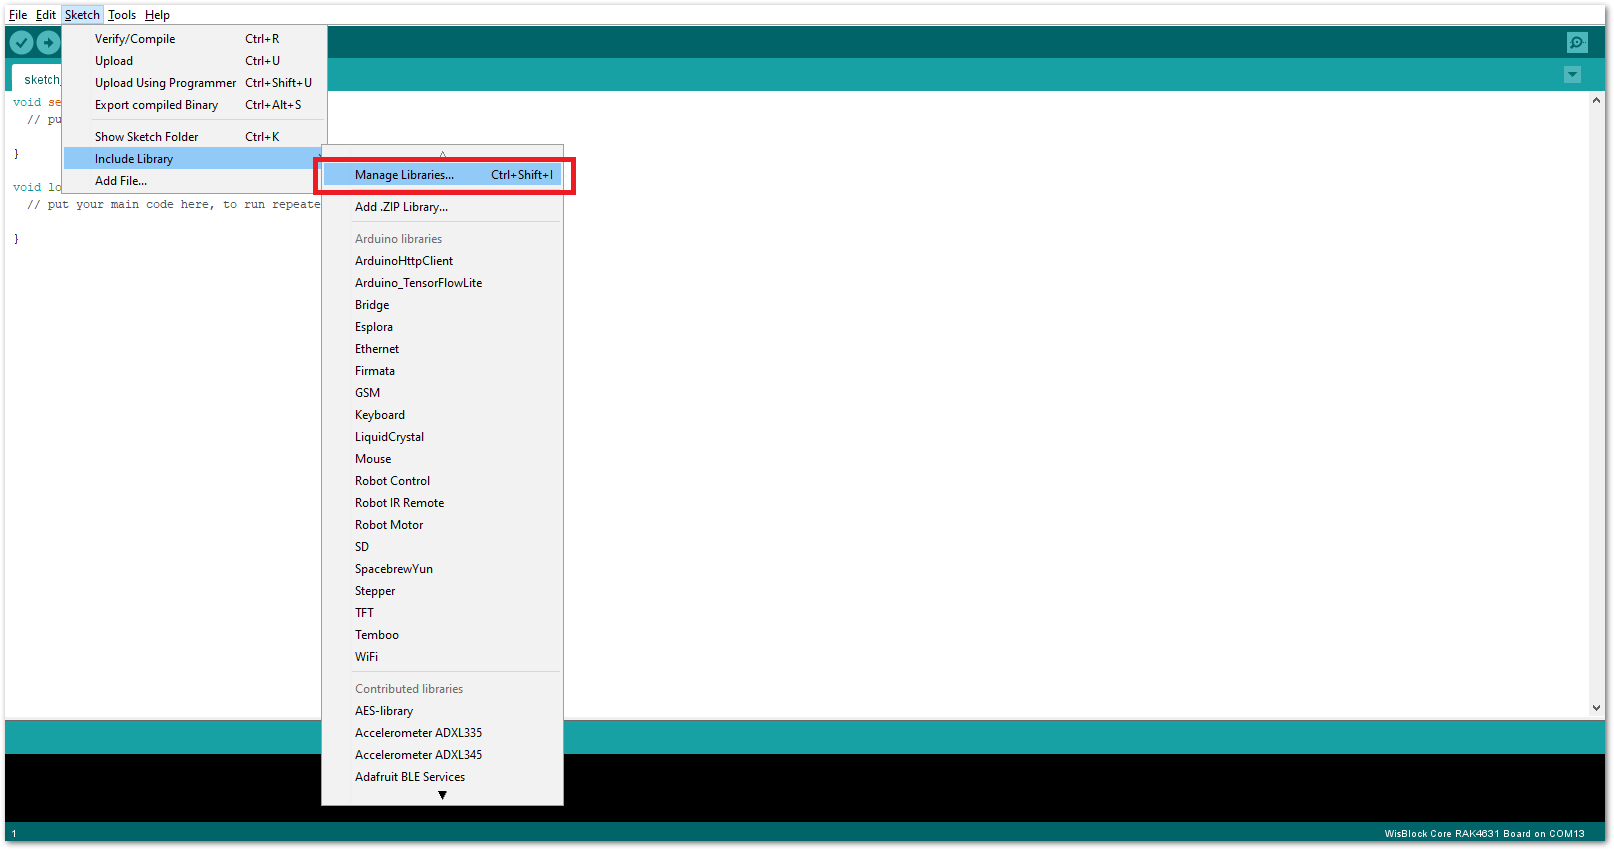 File Edit Sketch Tools Help
Verify/Compile Ctrl+R
Upload Ctrl+U
Upload Using Programmer Ctrl+Shift+U
Export compiled Binary Ctrl+Alt+S
Show Sketch Folder Ctrl+K
Include Library
Add File...
sketch_
void se
// pu
}
void lo
// put your main code here, to run repeate
}
Manage Libraries... Ctrl+Shift+I
Add .ZIP Library...
Arduino libraries
ArduinoHttpClient
Arduino_TensorFlowLite
Bridge
Esplora
Ethernet
Firmata
GSM
Keyboard
LiquidCrystal
Mouse
Robot Control
Robot IR Remote
Robot Motor
SD
SpacebrewYun
Stepper
TFT
Temboo
WiFi
Contributed libraries
AES-library
Accelerometer ADXL335
Accelerometer ADXL345
Adafruit BLE Services
1
WisBlock Core RAK4631 Board on COM13